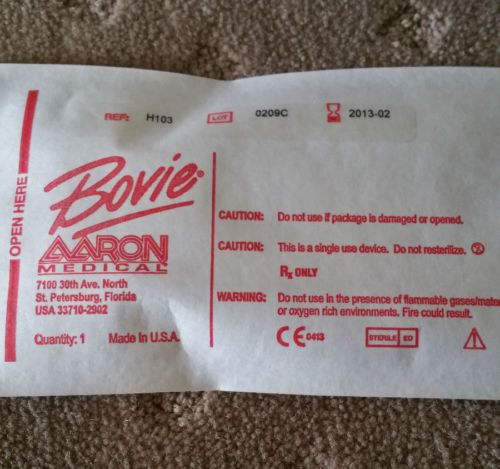 REF: H103 LOT 0209C 2013-02
OPEN HERE
Bovie
AARON
MEDICAL
7100 30th Ave. North
St. Petersburg, Florida
USA 33710-2902
Quantity: 1 Made in U.S.A.
CAUTION: Do not use if package is damaged or opened.
CAUTION: This is a single use device. Do not resterilize. 2
Rx ONLY
WARNING: Do not use in the presence of flammable gases/mate
or oxygen rich environments. Fire could result.
CE 0413 STERILE EO